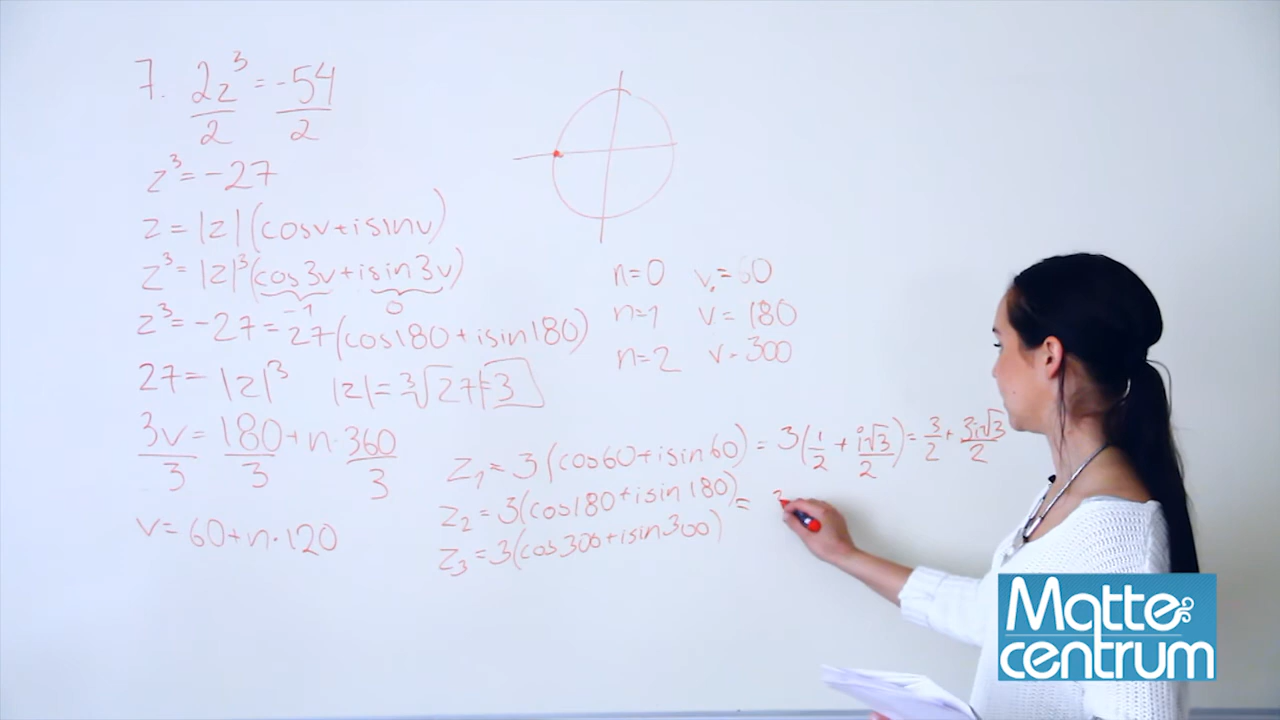 7. 2z³ = -54
2 2
z³ = -27
z = |z| (cosv + isinv)
z³ = |z|³ (cos3v + isin3v)
-1 0
z³ = -27 = 27 (cos180 + isin180)
27 = |z|³ |z| = ³√27 = 3
3v = 180 + n·360
3 3 3
v = 60 + n·120
n=0 v₁=60
n=1 v=180
n=2 v=300
z₁ = 3(cos60 + isin60) = 3(1/2 + i√3/2) = 3/2 + 3i√3/2
z₂ = 3(cos180 + isin180) =
z₃ = 3(cos300 + isin300)
Matte
centrum